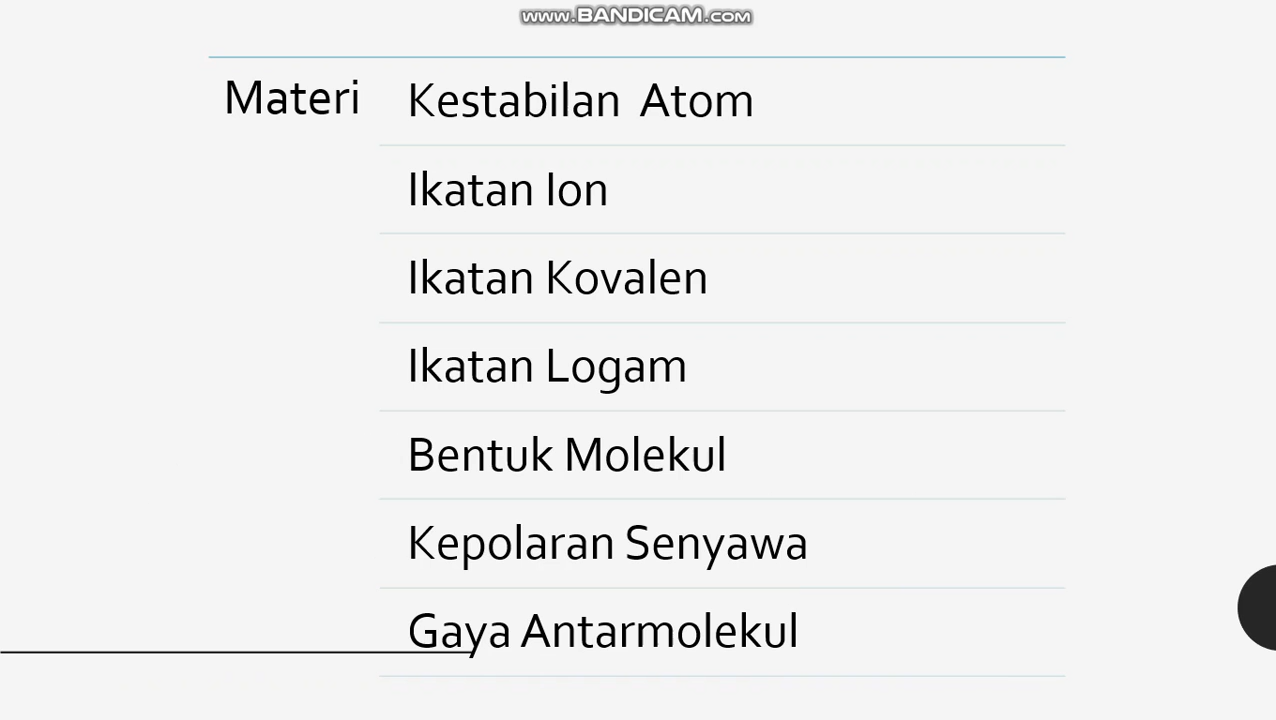 www.BANDICAM.com
Materi
Kestabilan Atom
Ikatan Ion
Ikatan Kovalen
Ikatan Logam
Bentuk Molekul
Kepolaran Senyawa
Gaya Antarmolekul